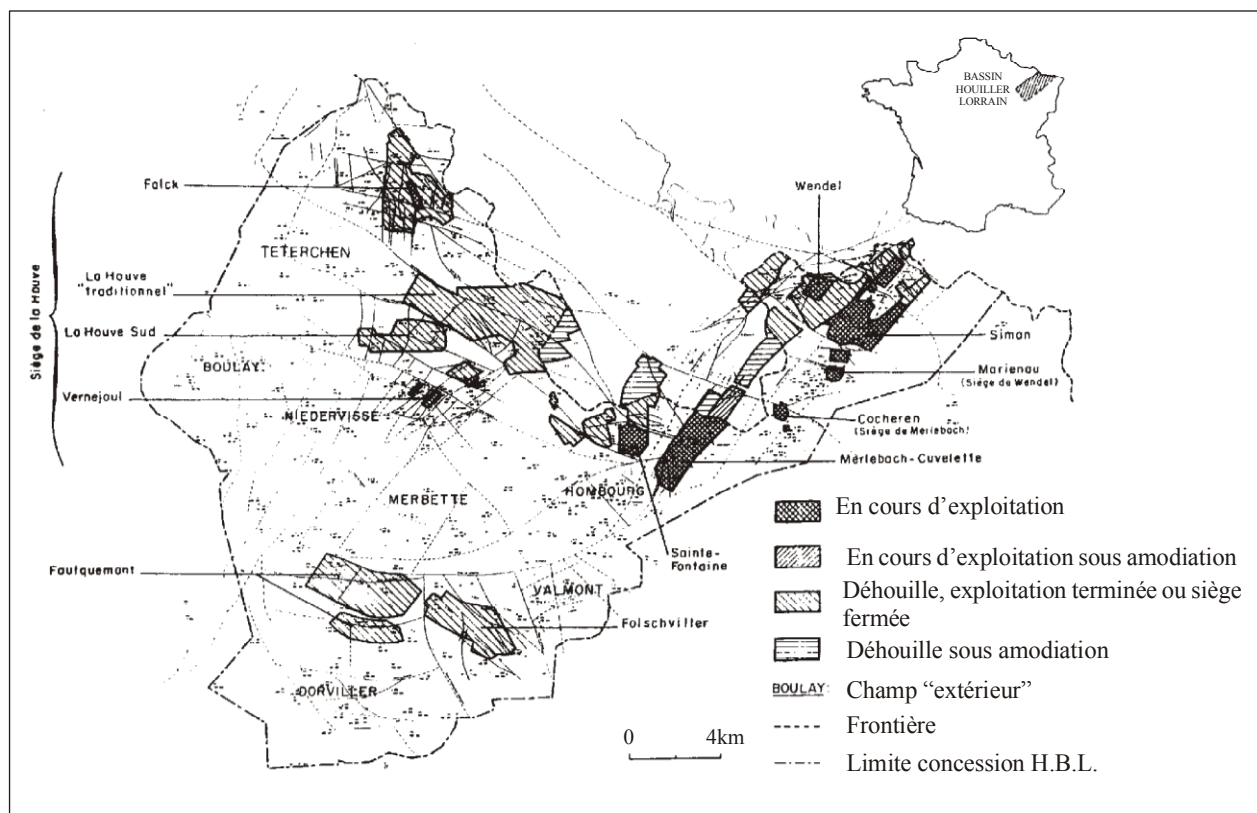 BASSIN
HOUILLER
LORRAIN
Wendel
Falck
TETERCHEN
La Houve
"traditionnel"
La Houve Sud
Siège de la Houve
BOULAY
Vernejoul
NIEDERVISSE
Simon
Marienau
(Siège de Wendel)
Cocheren
(Siège de Merlebach)
Merlebach-Cuvelette
MERBETTE
HOMBOURG
Sainte-
Fontaine
Faulquemont
VALMONT
Folschviller
DORVILLER
En cours d'exploitation
En cours d'exploitation sous amodiation
Déhouille, exploitation terminée ou siège
fermée
Déhouille sous amodiation
BOULAY: Champ "extérieur"
Frontière
Limite concession H.B.L.
0 4km